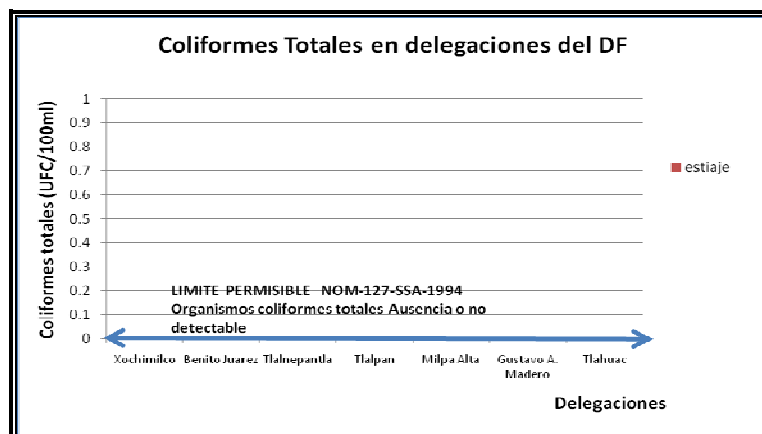 Coliformes Totales en delegaciones del DF
Coliformes totales (UFC/100ml)
1
0.9
0.8
0.7
0.6
0.5
0.4
0.3
0.2
0.1
0
estiaje
LIMITE PERMISIBLE NOM-127-SSA-1994
Organismos coliformes totales Ausencia o no
detectable
Xochimilco Benito Juarez Tlalnepantla Tlalpan Milpa Alta Gustavo A. Tlahuac
Madero
Delegaciones